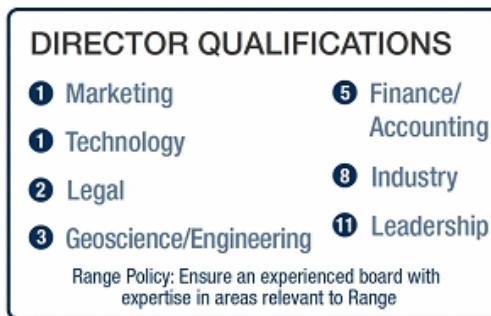 DIRECTOR QUALIFICATIONS
1 Marketing
1 Technology
2 Legal
3 Geoscience/Engineering
5 Finance/
Accounting
8 Industry
11 Leadership
Range Policy: Ensure an experienced board with
expertise in areas relevant to Range